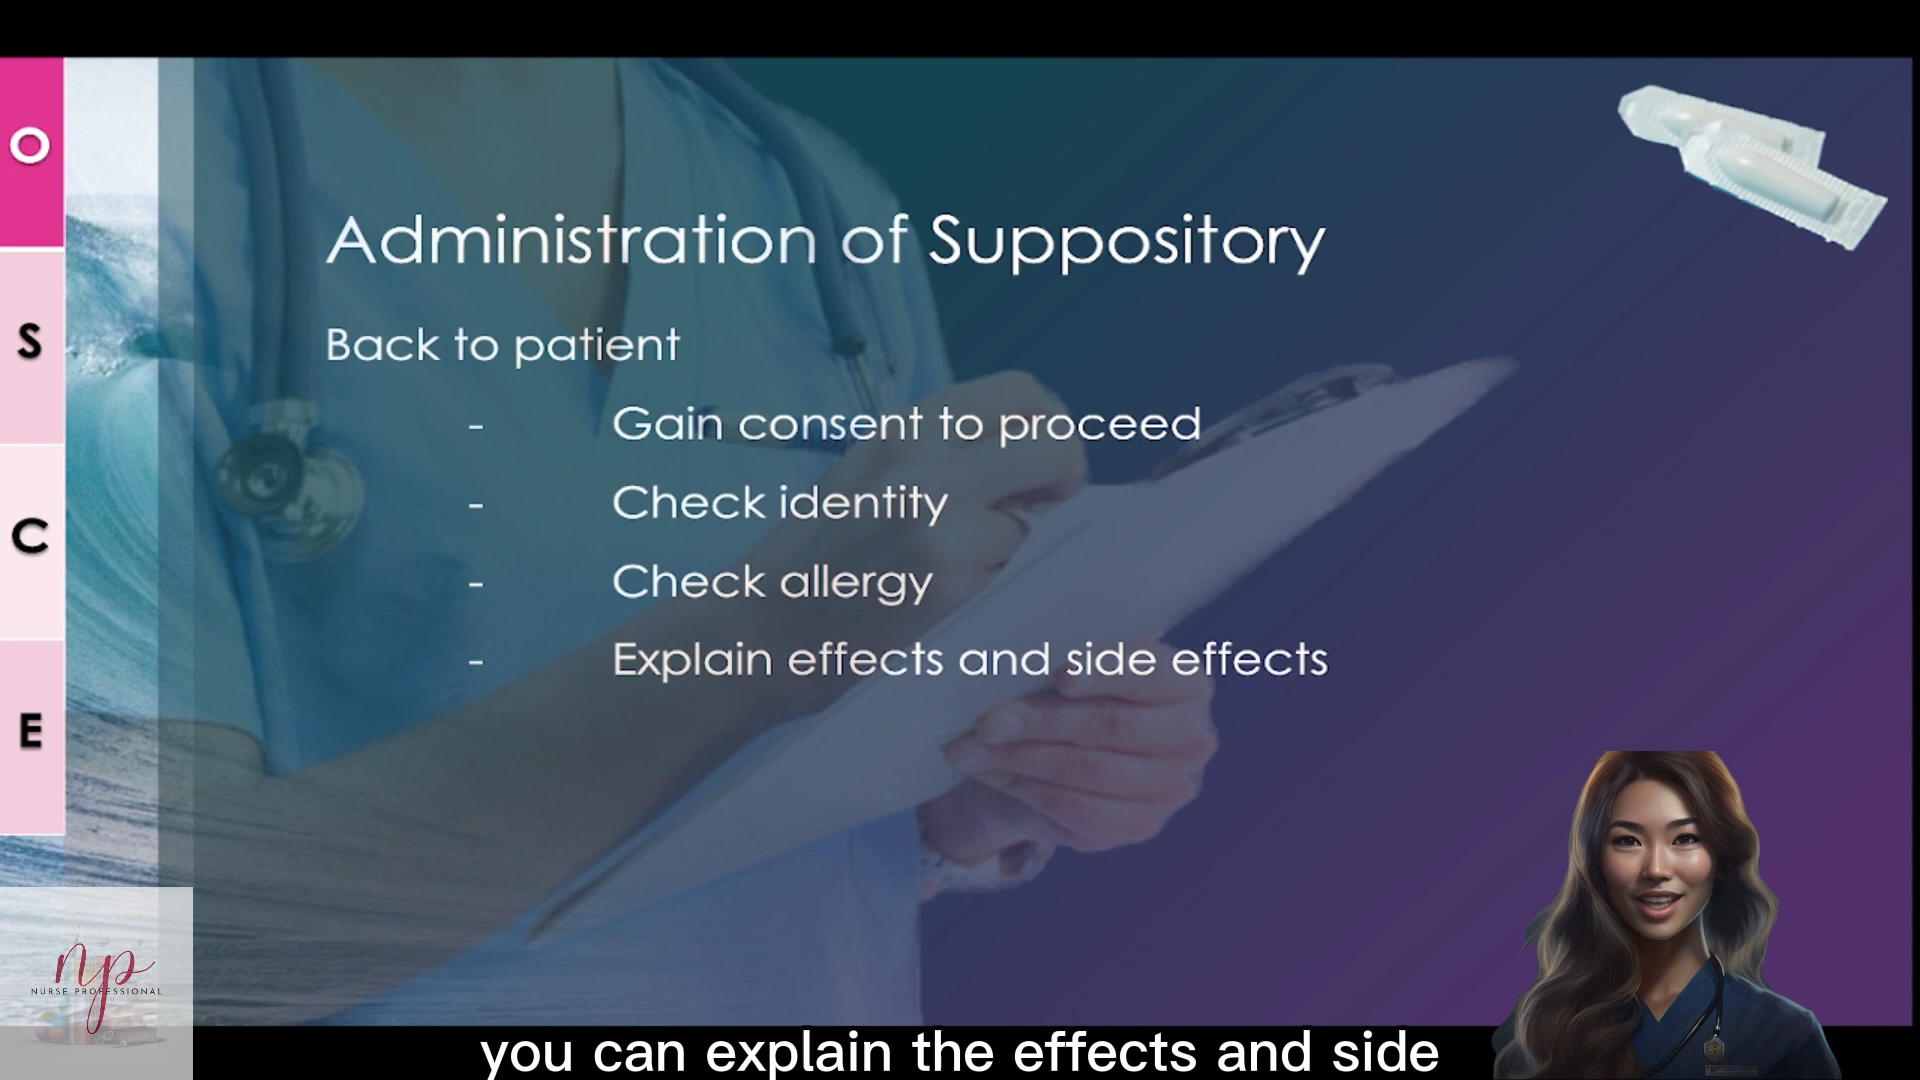 O
S
C
E
Administration of Suppository
Back to patient
- Gain consent to proceed
- Check identity
- Check allergy
- Explain effects and side effects
np
NURSE PROFESSIONAL
you can explain the effects and side